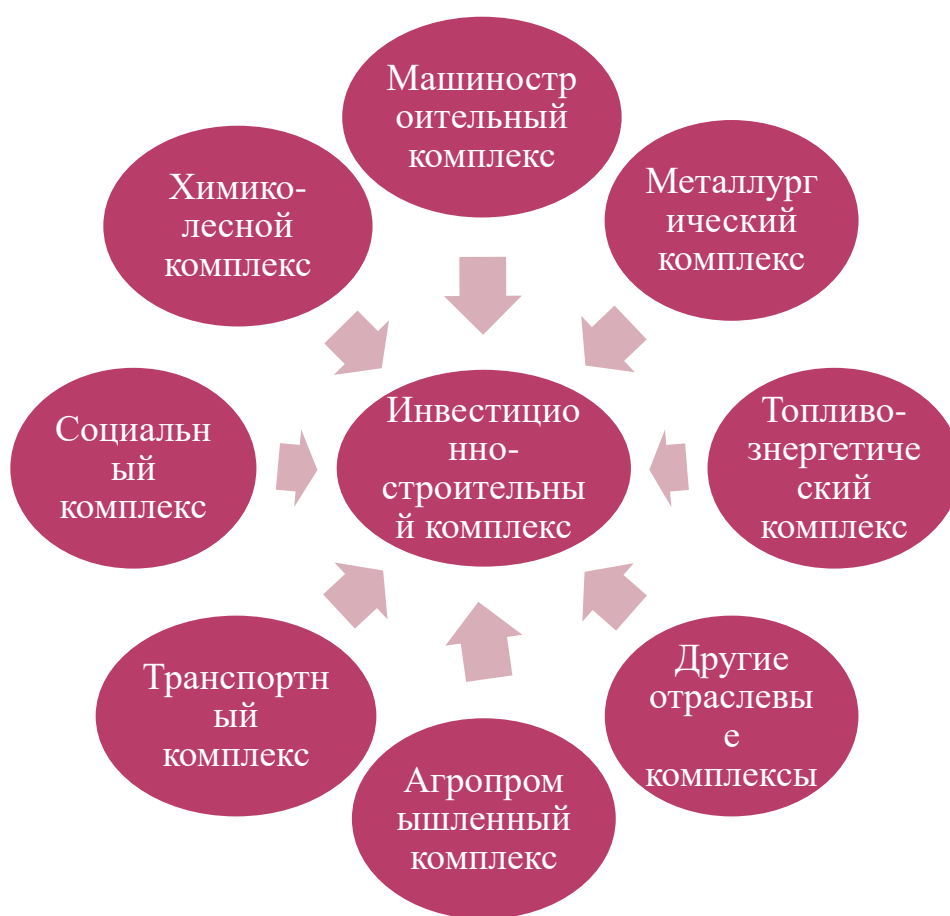 Машиностр
оительный
комплекс
Химико-
лесной
комплекс
Металлург
ический
комплекс
Социальн
ый
комплекс
Инвестицио
нно-
строительны
й комплекс
Топливо-
знергетиче
ский
комплекс
Транспортн
ый
комплекс
Другие
отраслевы
е
комплексы
Агропром
ышленный
комплекс